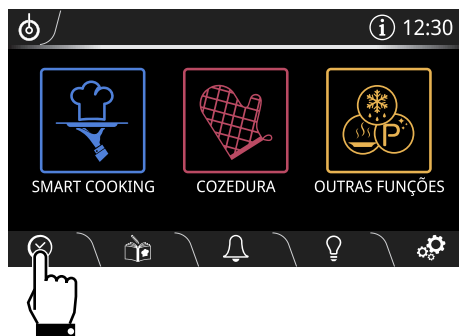 i 12:30
SMART COOKING
COZEDURA
P
OUTRAS FUNÇÕES